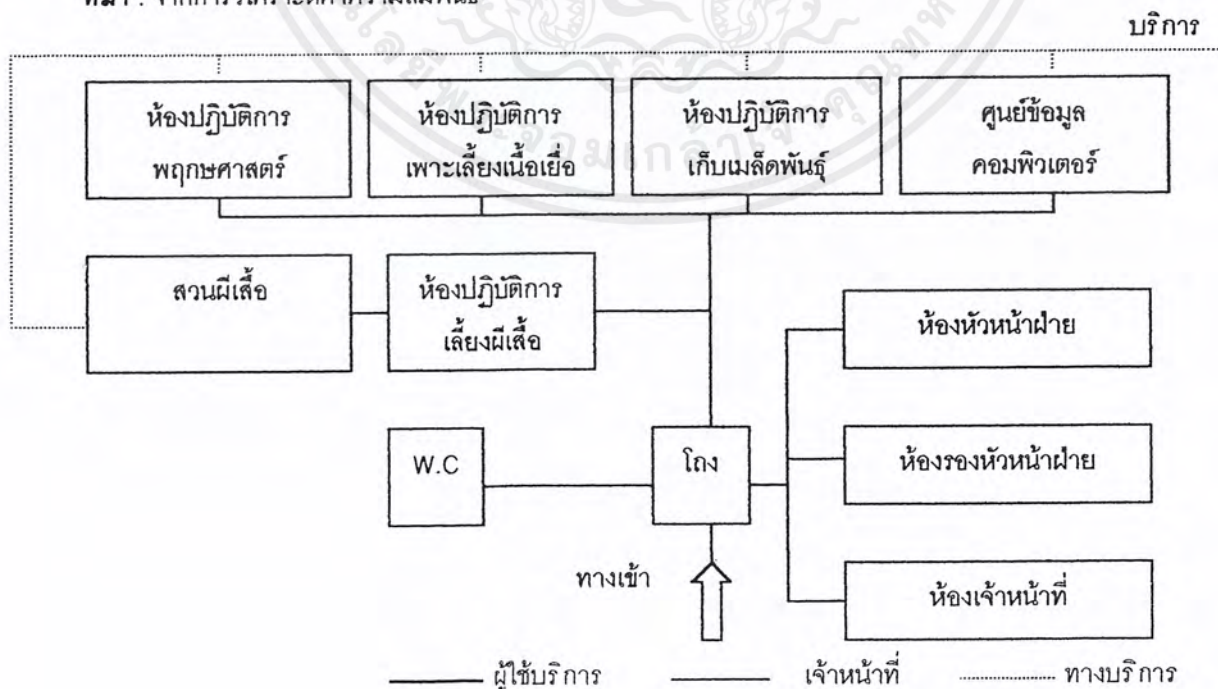 บริการ
ห้องปฏิบัติการ
พฤกษศาสตร์
ห้องปฏิบัติการ
เพาะเลี้ยงเนื้อเยื่อ
ห้องปฏิบัติการ
เก็บเมล็ดพันธุ์
ศูนย์ข้อมูล
คอมพิวเตอร์
สวนผีเสื้อ
ห้องปฏิบัติการ
เลี้ยงผีเสื้อ
ห้องหัวหน้าฝ่าย
W.C
โถง
ห้องรองหัวหน้าฝ่าย
ทางเข้า
ห้องเจ้าหน้าที่
ผู้ใช้บริการ เจ้าหน้าที่ ทางบริการ